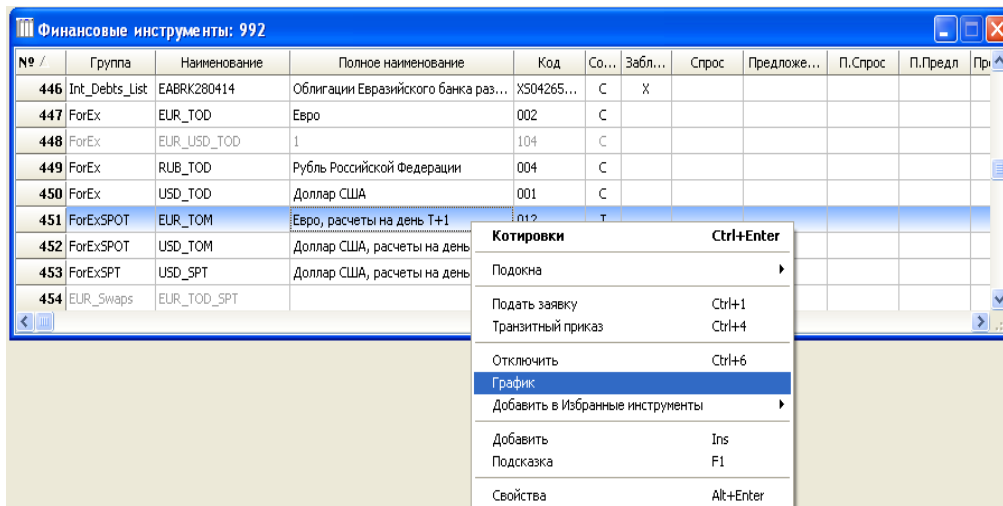 Финансовые инструменты: 992
№ / Группа Наименование Полное наименование Код Со... Забл... Спрос Предложе... П.Спрос П.Предл
446 Int_Debts_List EABRK280414 Облигации Евразийского банка раз... XS04265... С X
447 ForEx EUR_TOD Евро 002 С
448 ForEx EUR_USD_TOD 1 104 С
449 ForEx RUB_TOD Рубль Российской Федерации 004 С
450 ForEx USD_TOD Доллар США 001 С
451 ForExSPOT EUR_TOM Евро, расчеты на день T+1 012 T
452 ForExSPOT USD_TOM Доллар США, расчеты на день
453 ForExSPT USD_SPT Доллар США, расчеты на день
454 EUR_Swaps EUR_TOD_SPT
Котировки Ctrl+Enter
Подокна
Подать заявку Ctrl+1
Транзитный приказ Ctrl+4
Отключить Ctrl+6
График
Добавить в Избранные инструменты
Добавить Ins
Подсказка F1
Свойства Alt+Enter